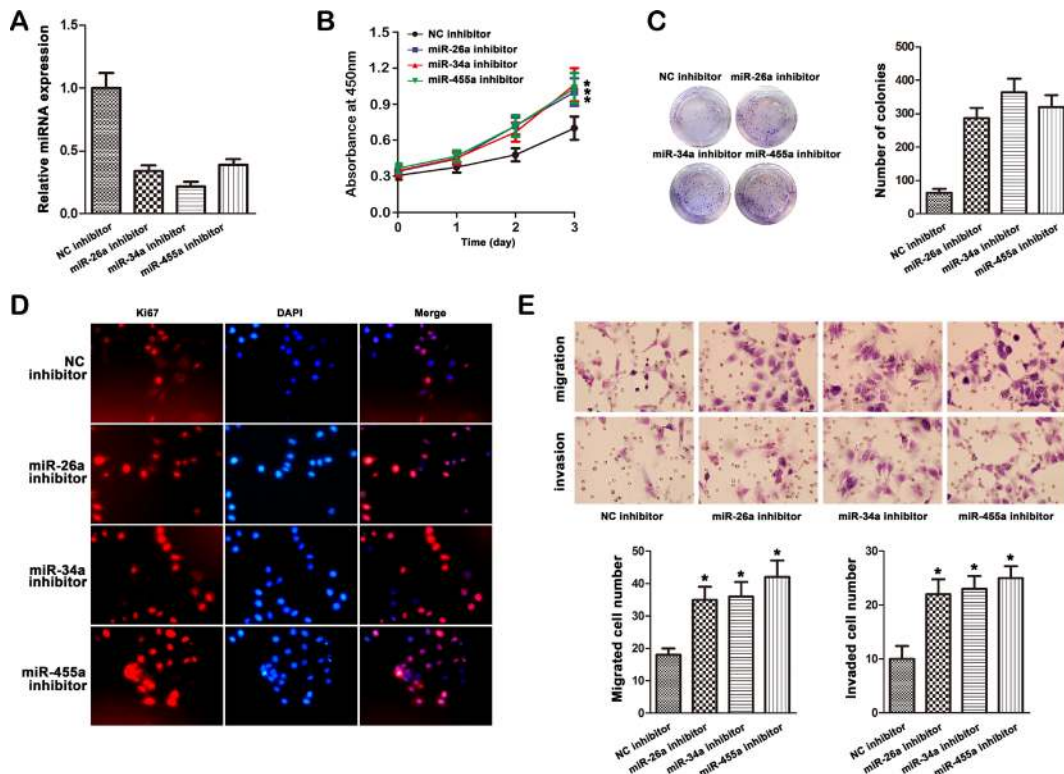 A
Relative miRNA expression
1.5
1.0
0.5
0.0
NC inhibitor
miR-26a inhibitor
miR-34a inhibitor
miR-455a inhibitor
B
NC inhibitor
miR-26a inhibitor
miR-34a inhibitor
miR-455a inhibitor
Absorbance at 450nm
1.5
1.2
0.9
0.6
0.3
0.0
***
0 1 2 3
Time (day)
C
NC inhibitor miR-26a inhibitor
miR-34a inhibitor miR-455a inhibitor
Number of colonies
500
400
300
200
100
0
NC inhibitor
miR-26a inhibitor
miR-34a inhibitor
miR-455a inhibitor
D
Ki67 DAPI Merge
NC
inhibitor
miR-26a
inhibitor
miR-34a
inhibitor
miR-455a
inhibitor
E
migration
invasion
NC inhibitor miR-26a inhibitor miR-34a inhibitor miR-455a inhibitor
Migrated cell number
50
40
30
20
10
0
* * *
NC inhibitor
miR-26a inhibitor
miR-34a inhibitor
miR-455a inhibitor
Invaded cell number
30
20
10
0
* * *
NC inhibitor
miR-26a inhibitor
miR-34a inhibitor
miR-455a inhibitor